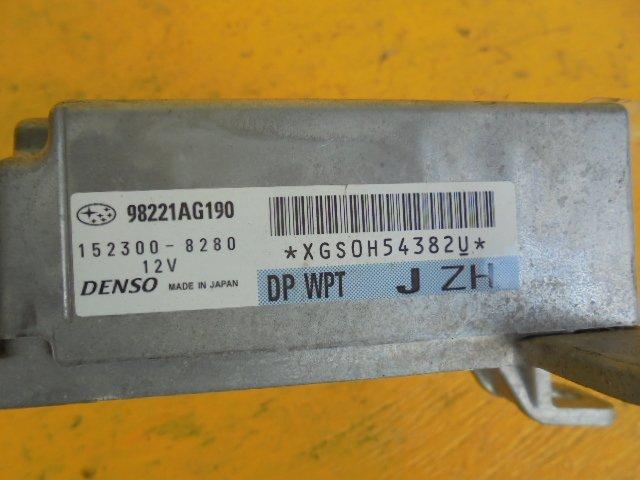 98221AG190
152300-8280
12V
DENSO MADE IN JAPAN
*XGS0H54382U*
DP WPT J ZH